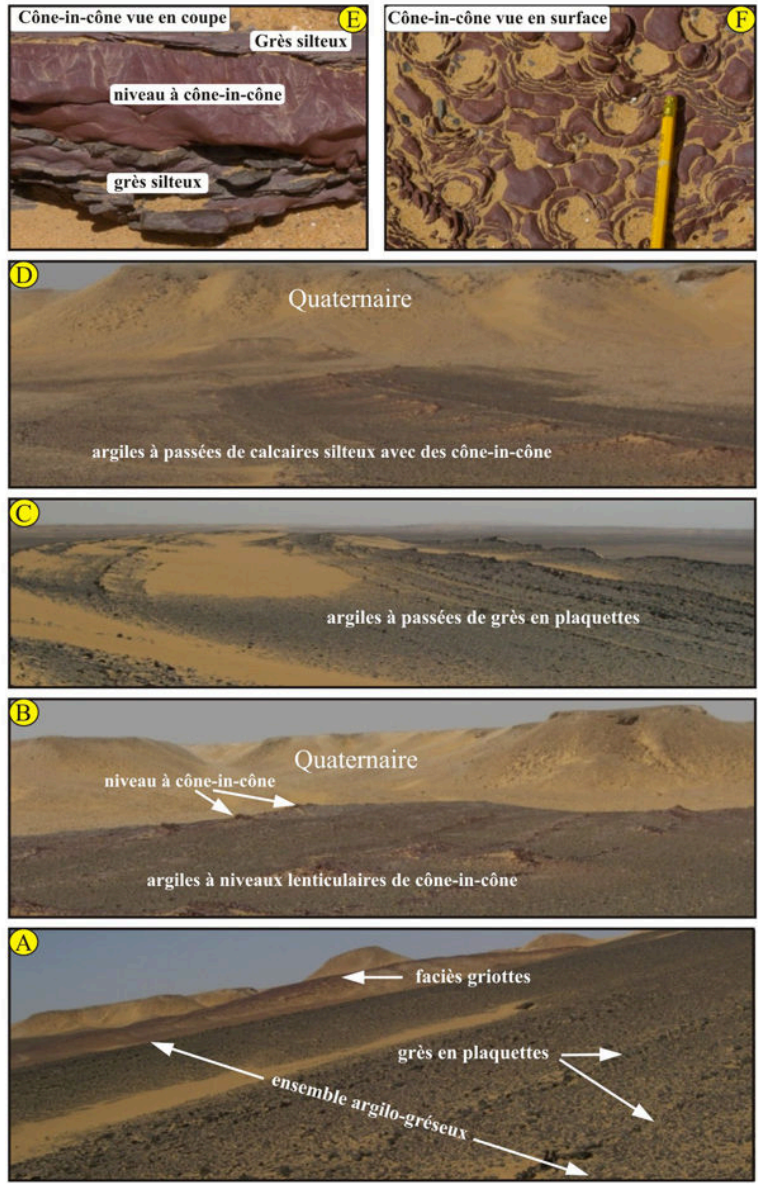 Cône-in-cône vue en coupe
E
Grès silteux
niveau à cône-in-cône
grès silteux
Cône-in-cône vue en surface
F
D
Quaternaire
argiles à passées de calcaires silteux avec des cône-in-cône
C
argiles à passées de grès en plaquettes
B
Quaternaire
niveau à cône-in-cône
argiles à niveaux lenticulaires de cône-in-cône
A
faciès griottes
grès en plaquettes
ensemble argilo-gréseux